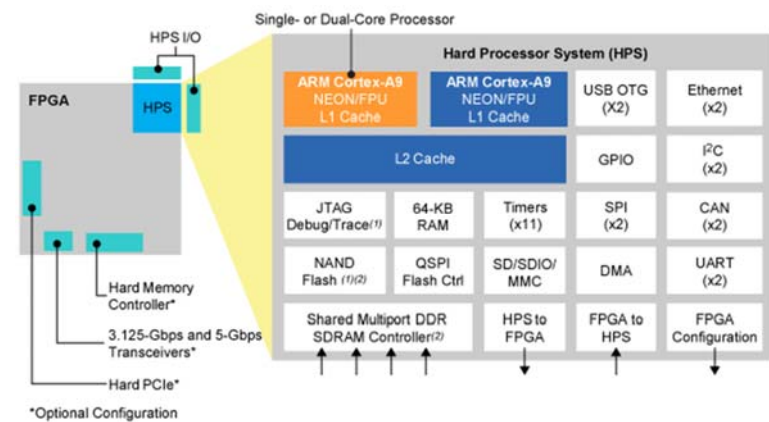 Single- or Dual-Core Processor
HPS I/O
FPGA
HPS
Hard Memory
Controller*
3.125-Gbps and 5-Gbps
Transceivers*
Hard PCIe*
*Optional Configuration
Hard Processor System (HPS)
ARM Cortex-A9
NEON/FPU
L1 Cache
ARM Cortex-A9
NEON/FPU
L1 Cache
USB OTG
(X2)
Ethernet
(x2)
L2 Cache
GPIO
I²C
(x2)
JTAG
Debug/Trace(1)
64-KB
RAM
Timers
(x11)
SPI
(x2)
CAN
(x2)
NAND
Flash (1)(2)
QSPI
Flash Ctrl
SD/SDIO/
MMC
DMA
UART
(x2)
Shared Multiport DDR
SDRAM Controller(2)
HPS to
FPGA
FPGA to
HPS
FPGA
Configuration